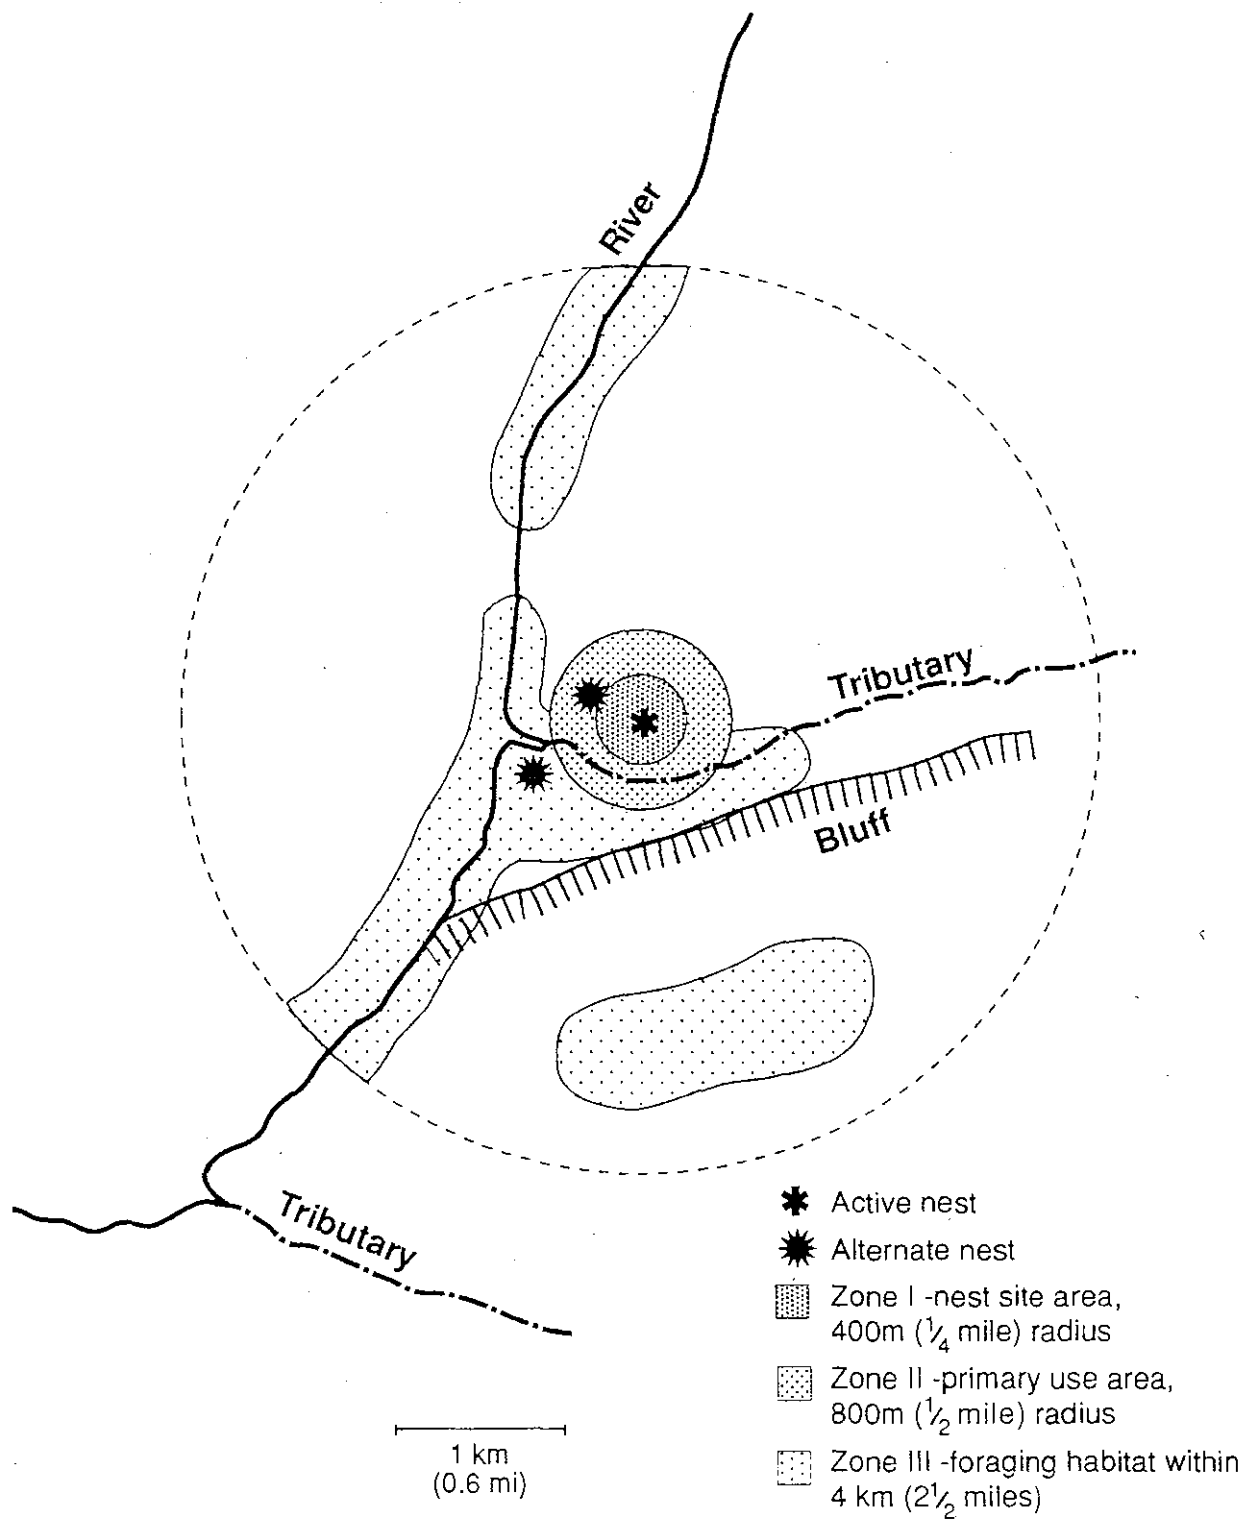 River
Tributary
Bluff
Tributary
Active nest
Alternate nest
Zone I -nest site area,
400m (1/4 mile) radius
Zone II -primary use area,
800m (1/2 mile) radius
Zone III -foraging habitat within
4 km (2 1/2 miles)
1 km
(0.6 mi)